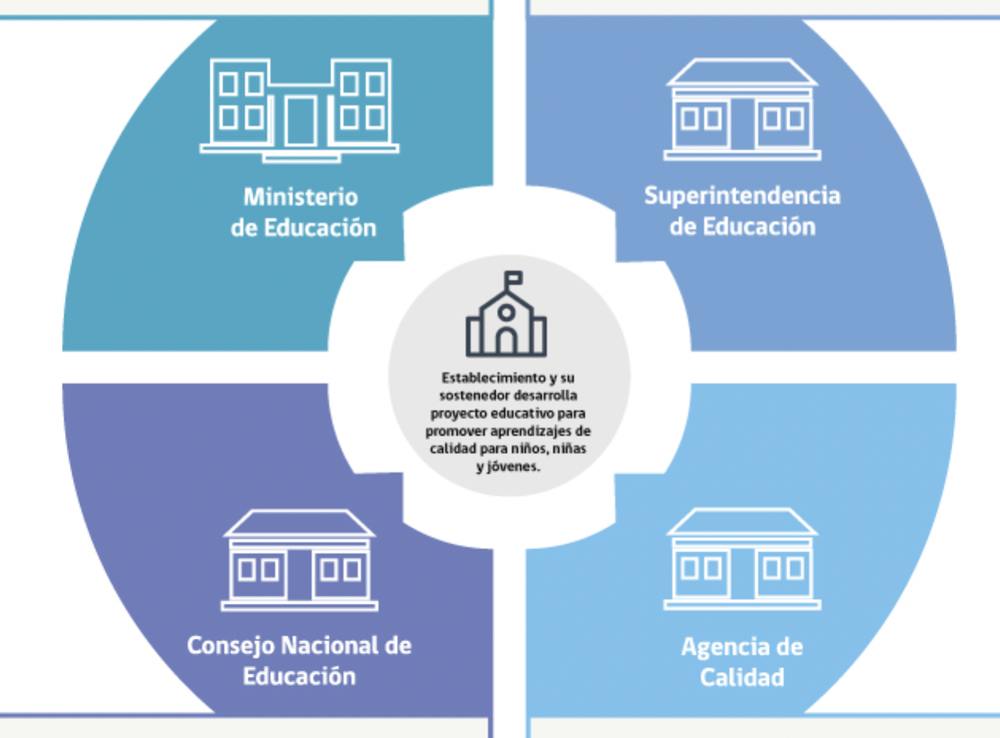 Ministerio
de Educación
Superintendencia
de Educación
Establecimiento y su
sostenedor desarrolla
proyecto educativo para
promover aprendizajes de
calidad para niños, niñas
y jóvenes.
Consejo Nacional de
Educación
Agencia de
Calidad